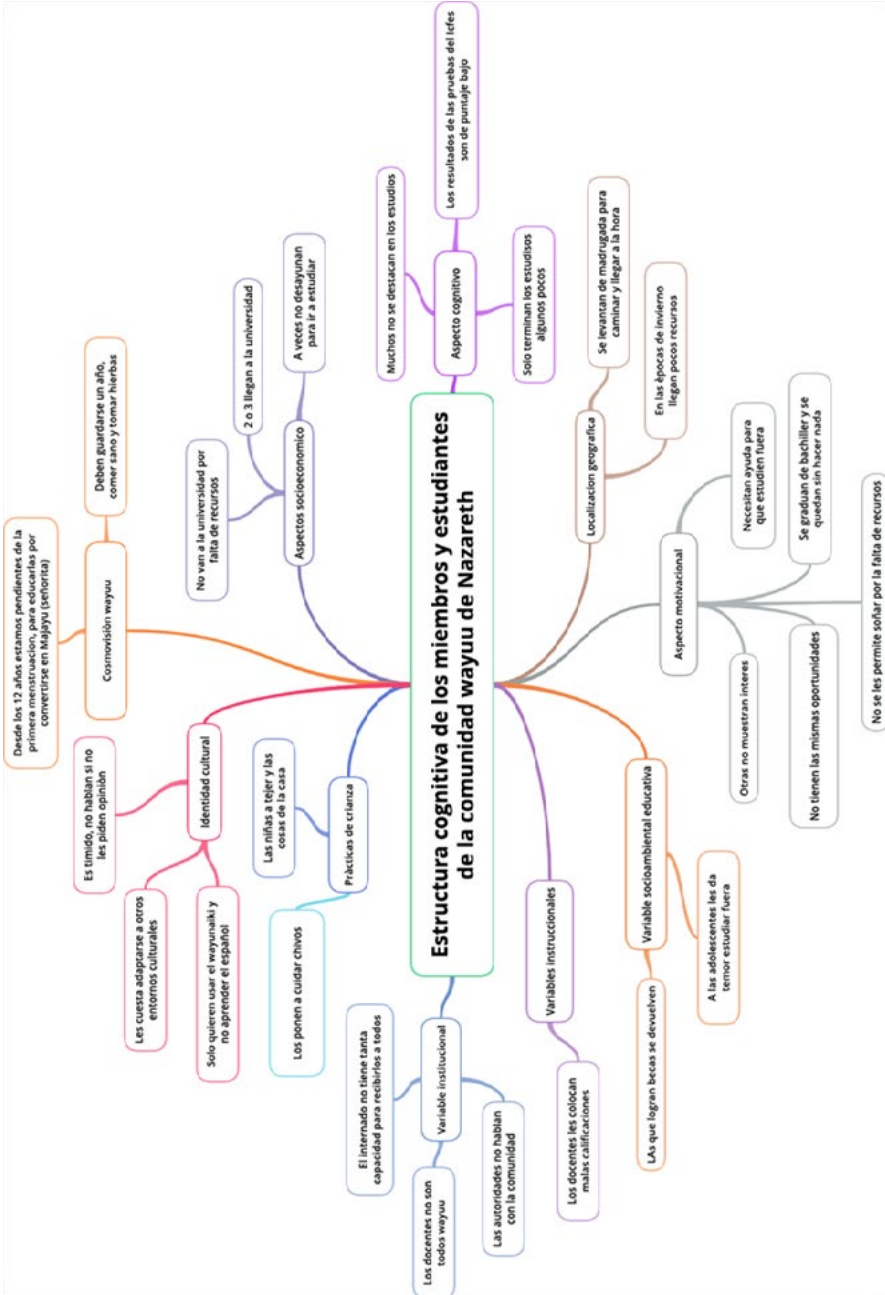 Estructura cognitiva de los miembros y estudiantes
de la comunidad wayuu de Nazareth
Cosmovisiòn wayuu
Desde los 12 años estamos pendientes de la
primera menstruacion, para educarlas por
convertirse en Majayu (señorita)
Deben guardarse un año,
comer sano y tomar hierbas
Aspectos socioeconomico
No van a la universidad por
falta de recursos
2 o 3 llegan a la universidad
A veces no desayunan
para ir a estudiar
Aspecto cognitivo
Muchos no se destacan en los estudios
Los resultados de las pruebas del Icfes
son de puntaje bajo
Solo terminan los estudisos
algunos pocos
Localizacion geografica
Se levantan de madrugada para
caminar y llegar a la hora
En las èpocas de invierno
llegan pocos recursos
Aspecto motivacional
Necesitan ayuda para
que estudien fuera
Se graduan de bachiller y se
quedan sin hacer nada
No se les permite soñar por la falta de recursos
No tienen las mismas oportunidades
Otras no muestran interes
Variable socioambiental educativa
A las adolescentes les da
temor estudiar fuera
LAs que logran becas se devuelven
Variables instruccionales
Los docentes les colocan
malas calificaciones
Variable institucional
Las autoridades no hablan
con la comunidad
Los docentes no son
todos wayuu
El internado no tiene tanta
capacidad para recibirlos a todos
Pràcticas de crianza
Los ponen a cuidar chivos
Las niñas a tejer y las
cosas de la casa
Identidad cultural
Solo quieren usar el wayunaiki y
no aprender el español
Les cuesta adaptarse a otros
entornos culturales
Es timido, no hablan si no
les piden opiniòn